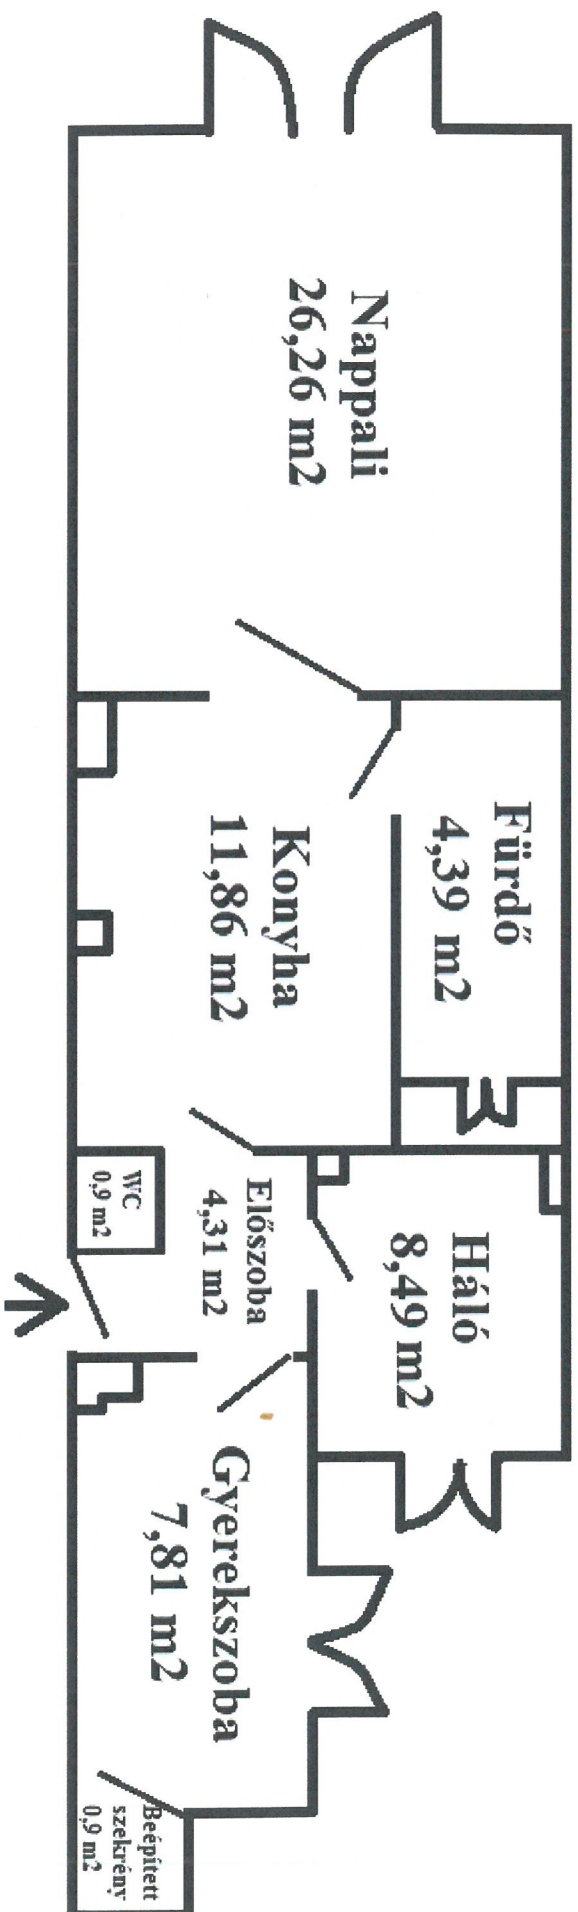 Nappali
26,26 m2
Fürdő
4,39 m2
Konyha
11,86 m2
WC
0,9 m2
Előszoba
4,31 m2
Háló
8,49 m2
Gyerekszoba
7,81 m2
Beépített
szekrény
0,9 m2